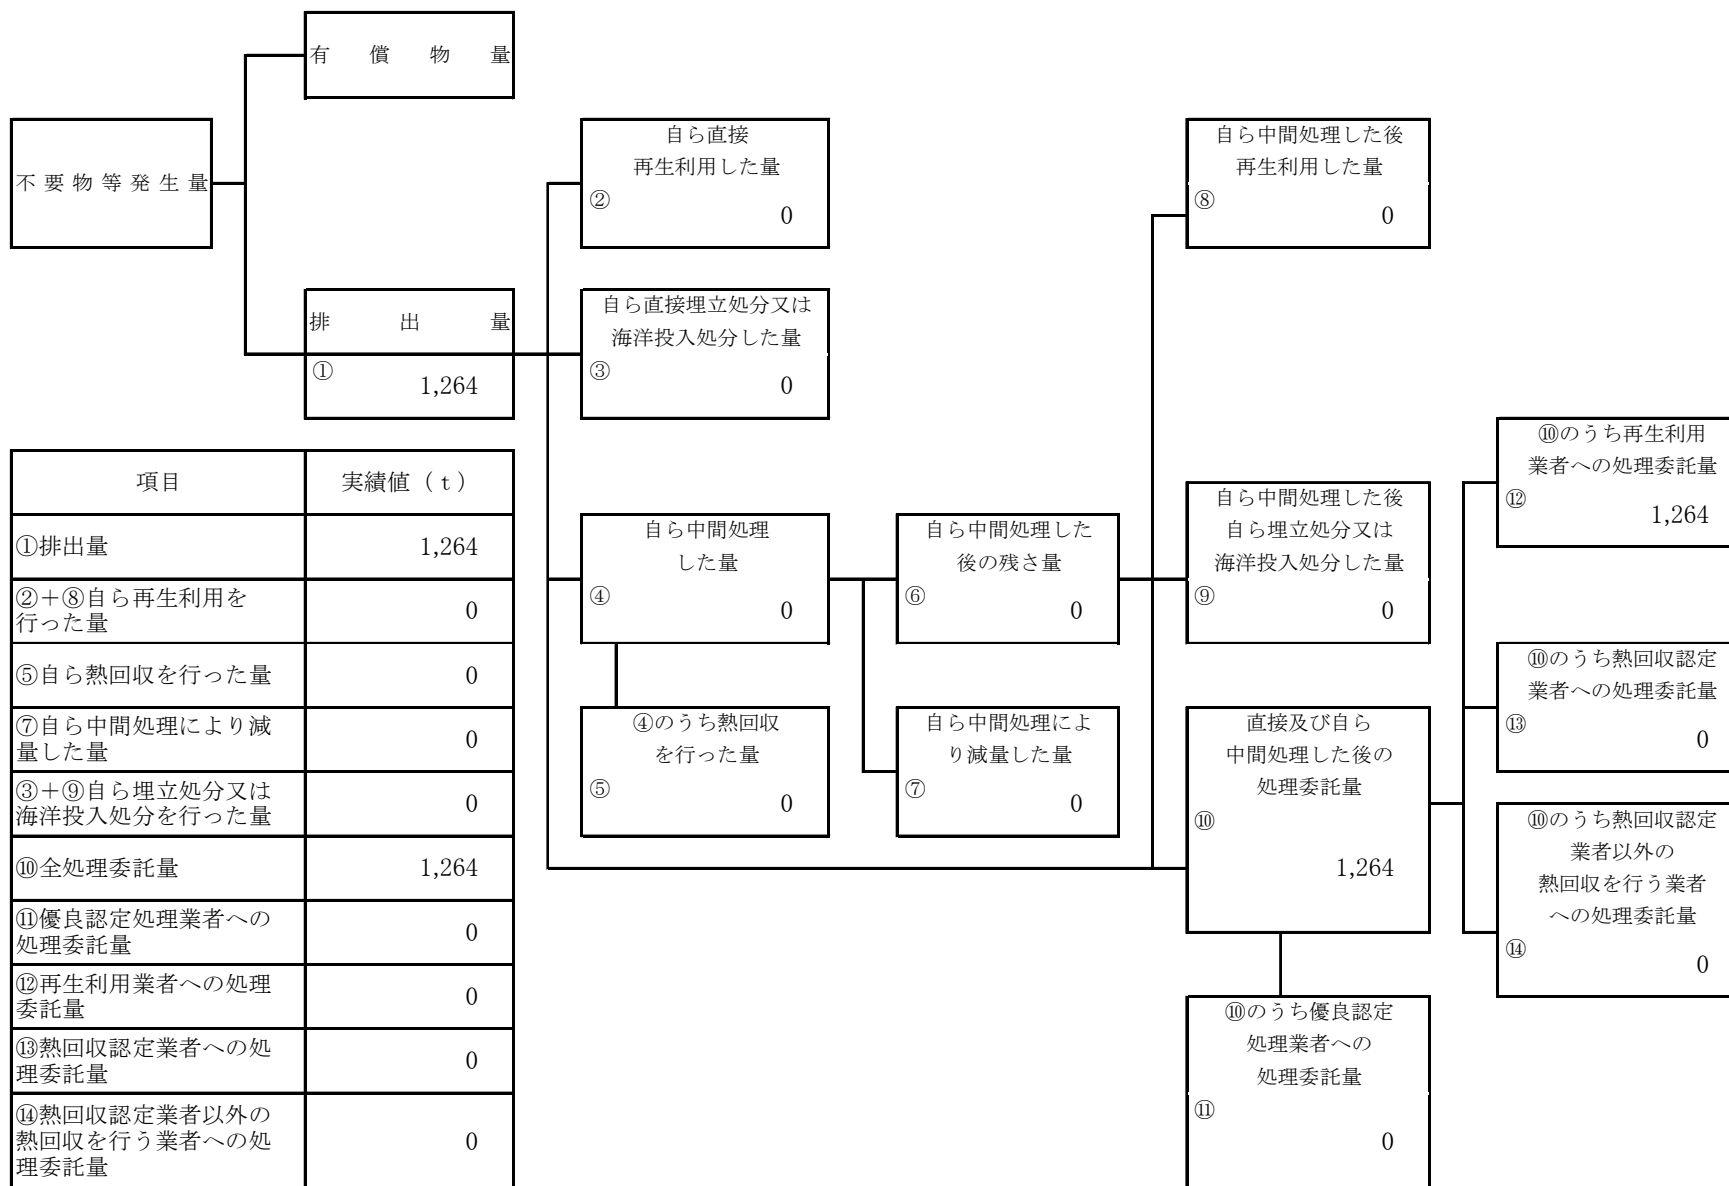 有償物量
不要物等発生量
排出量
①
1,264
自ら直接
再生利用した量
②
0
自ら直接埋立処分又は
海洋投入処分した量
③
0
自ら中間処理した後
再生利用した量
⑧
0
項目 実績値（ｔ）
①排出量 1,264
②＋⑧自ら再生利用を
行った量
0
⑤自ら熱回収を行った量 0
⑦自ら中間処理により減
量した量
0
③＋⑨自ら埋立処分又は
海洋投入処分を行った量
0
⑩全処理委託量 1,264
⑪優良認定処理業者への
処理委託量
0
⑫再生利用業者への処理
委託量
0
⑬熱回収認定業者への処
理委託量
0
⑭熱回収認定業者以外の
熱回収を行う業者への処
理委託量
0
自ら中間処理
した量
④
0
④のうち熱回収
を行った量
⑤
0
自ら中間処理した
後の残さ量
⑥
0
自ら中間処理によ
り減量した量
⑦
0
自ら中間処理した後
自ら埋立処分又は
海洋投入処分した量
⑨
0
直接及び自ら
中間処理した後の
処理委託量
⑩
1,264
⑩のうち優良認定
処理業者への
処理委託量
⑪
0
⑩のうち再生利用
業者への処理委託量
⑫
1,264
⑩のうち熱回収認定
業者への処理委託量
⑬
0
⑩のうち熱回収認定
業者以外の
熱回収を行う業者
への処理委託量
⑭
0